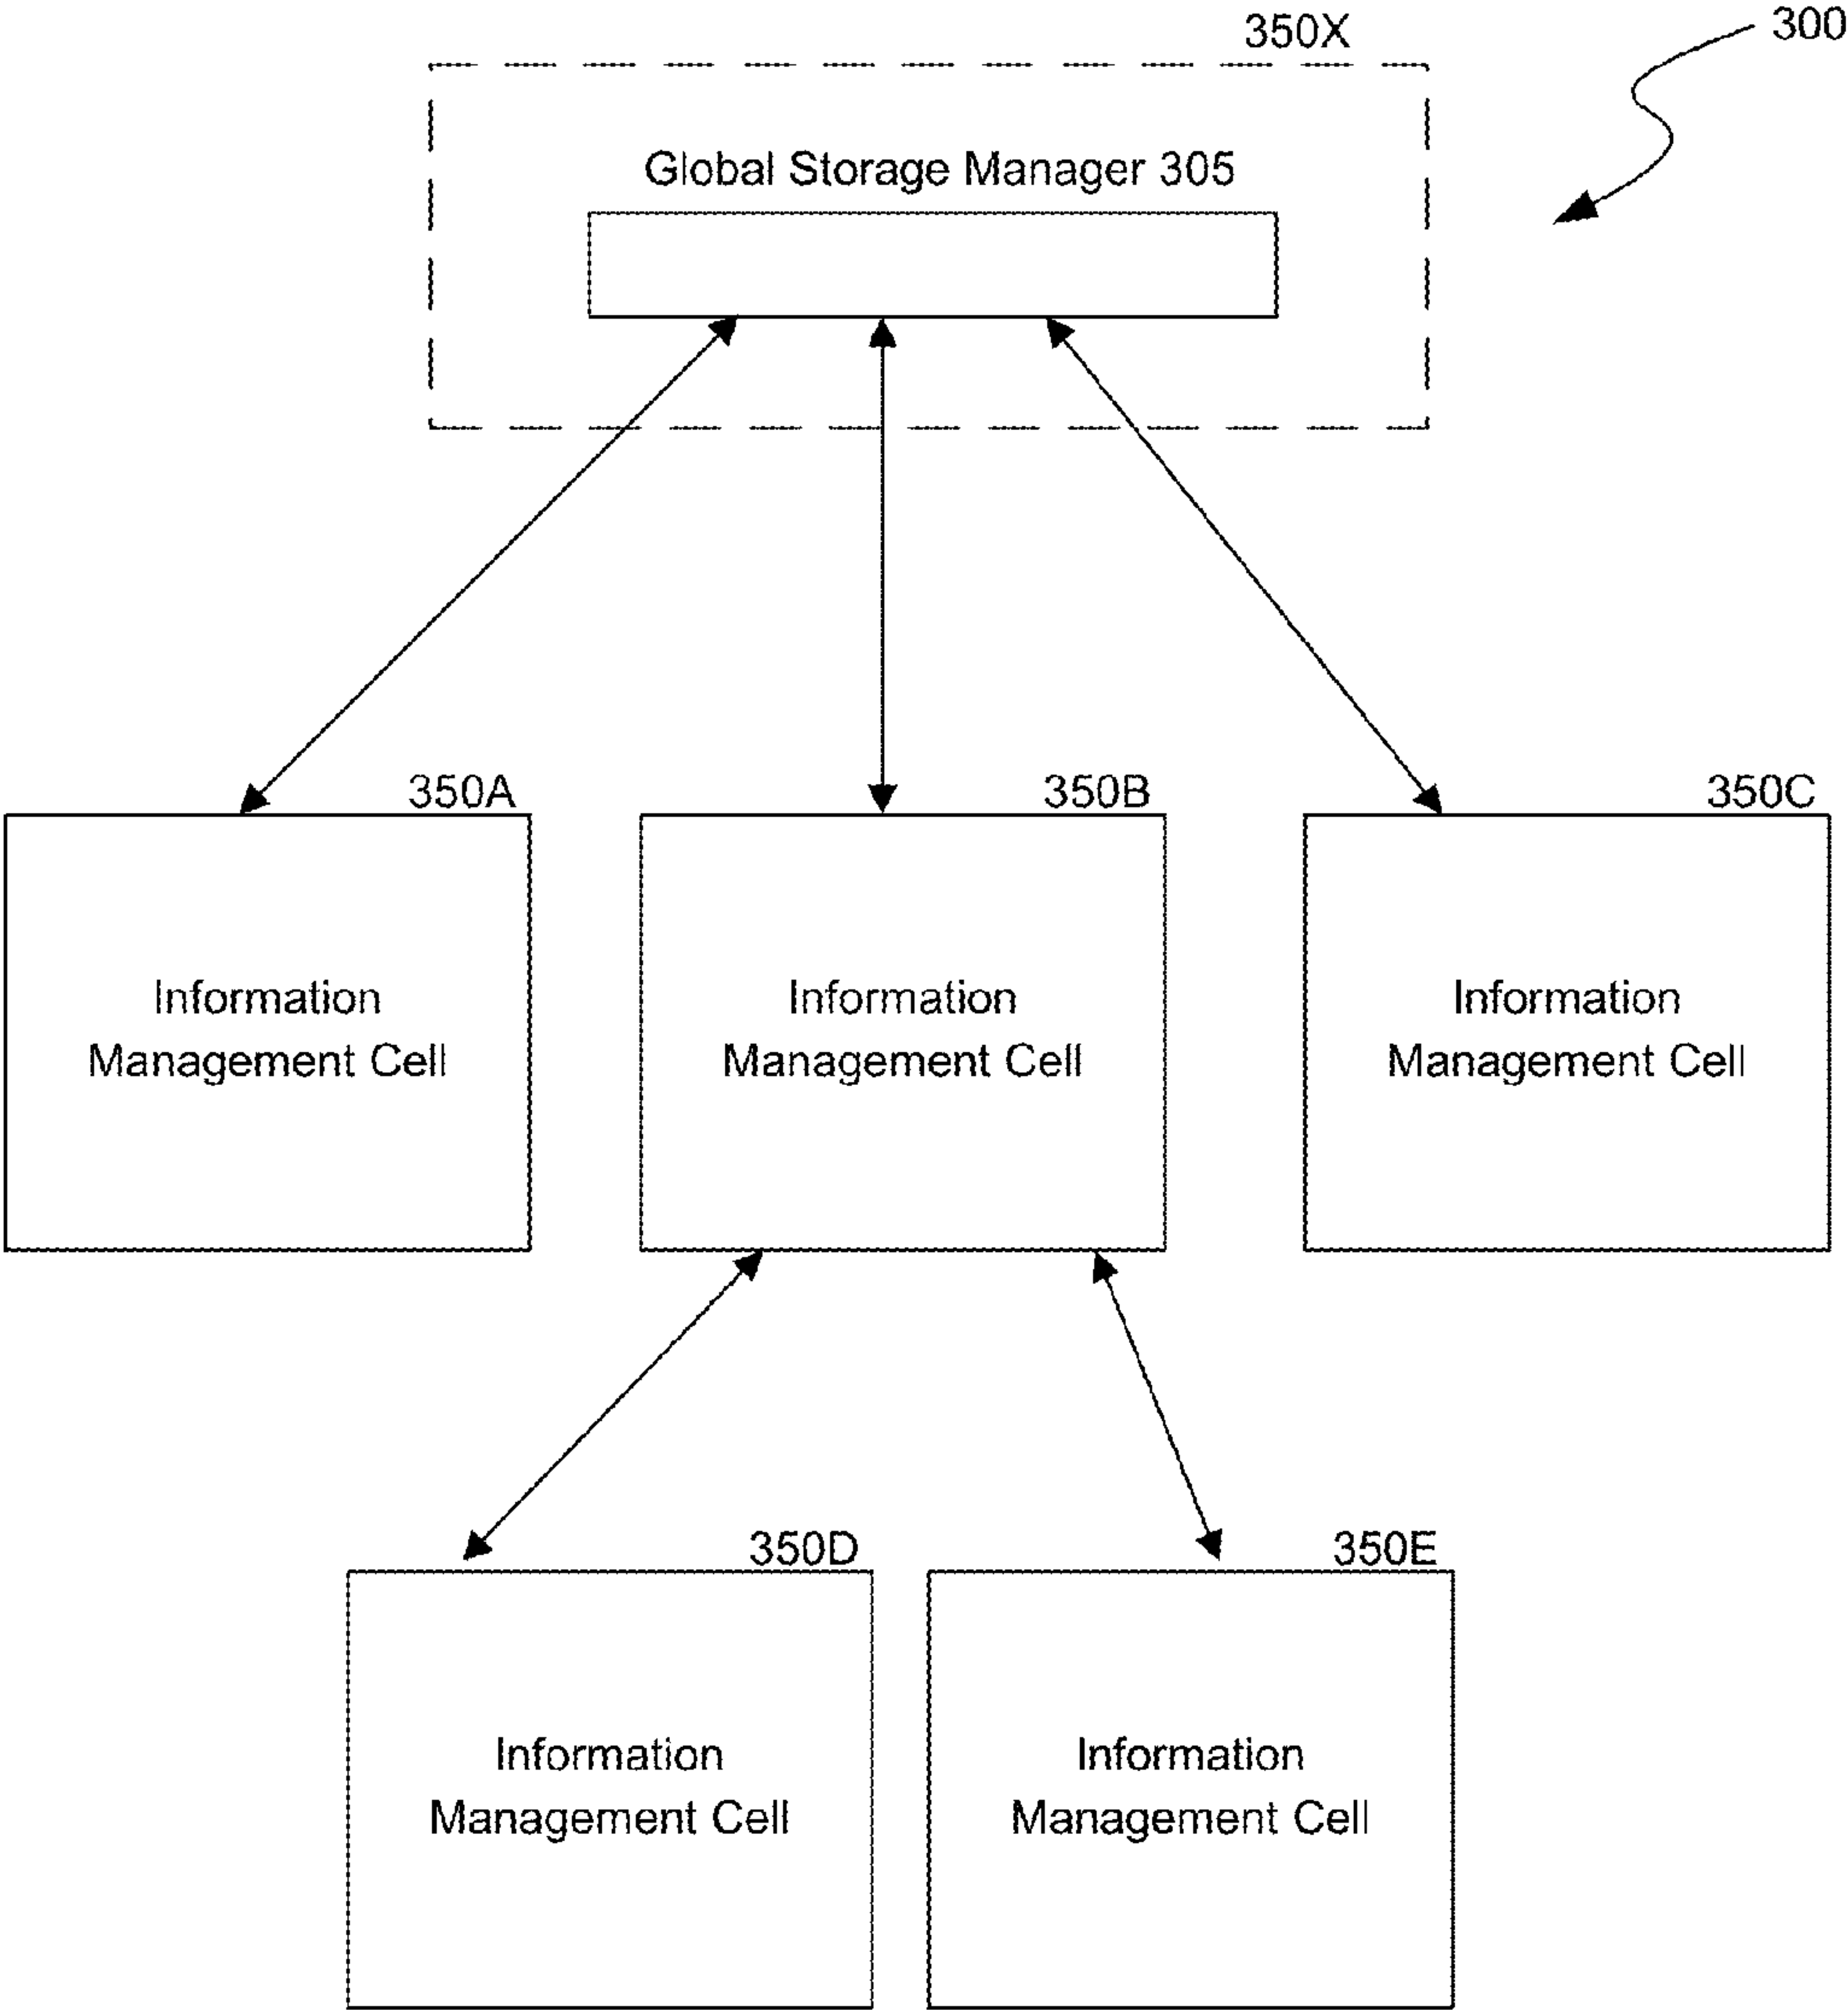 350X
300
Global Storage Manager 305
350A
350B
350C
Information
Management Cell
Information
Management Cell
Information
Management Cell
350D
350E
Information
Management Cell
Information
Management Cell